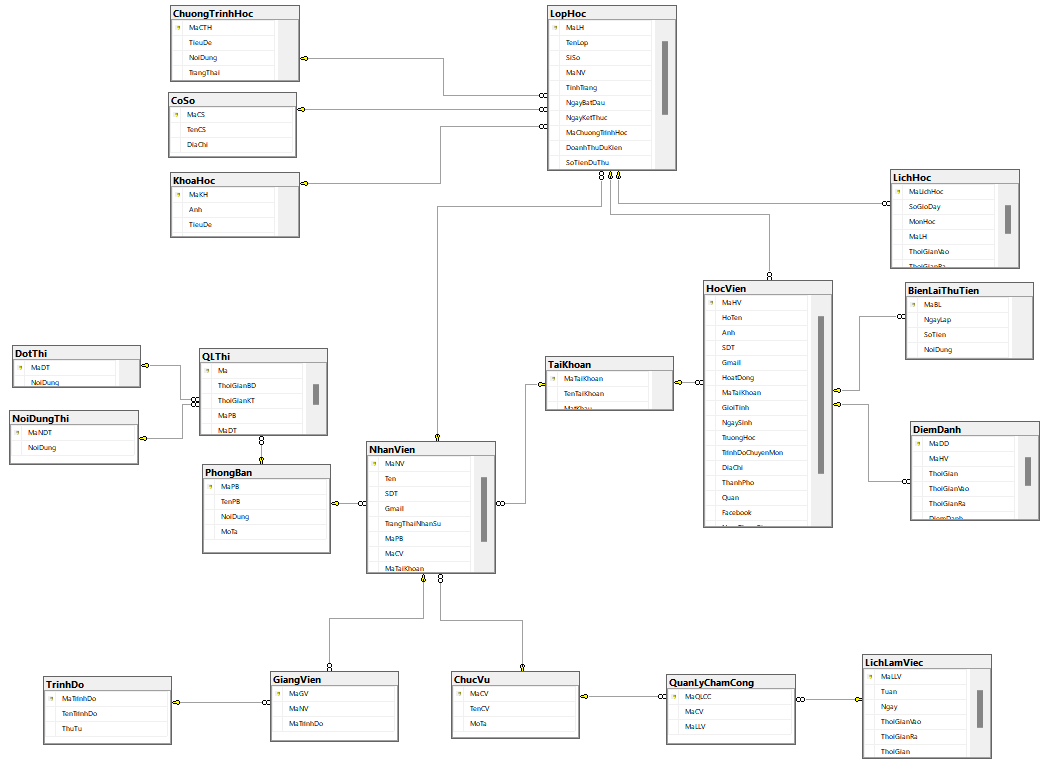 ChuongTrinhHoc
MaCTH
TieuDe
NoiDung
TrangThai
CoSo
MaCS
TenCS
DiaChi
KhoaHoc
MaKH
Anh
TieuDe
LopHoc
MaLH
TenLop
SiSo
MaNV
TinhTrang
NgayBatDau
NgayKetThuc
MaChuongTrinhHoc
DoanhThuDuKien
SoTienDuThu
LichHoc
MaLichHoc
SoGioDay
MonHoc
MaLH
ThoiGianVao
ThoiGianRa
HocVien
MaHV
HoTen
Anh
SDT
Gmail
HoatDong
MaTaiKhoan
GioiTinh
NgaySinh
TruongHoc
TrinhDoChuyenMon
DiaChi
ThanhPho
Quan
Facebook
BienLaiThuTien
MaBL
NgayLap
SoTien
NoiDung
DiemDanh
MaDD
MaHV
ThoiGian
ThoiGianVao
ThoiGianRa
DiemDanh
DotThi
MaDT
NoiDung
NoiDungThi
MaNDT
NoiDung
QLThi
Ma
ThoiGianBD
ThoiGianKT
MaPB
MaDT
PhongBan
MaPB
TenPB
NoiDung
MoTa
TaiKhoan
MaTaiKhoan
TenTaiKhoan
MatKhau
NhanVien
MaNV
Ten
SDT
Gmail
TrangThaiNhanSu
MaPB
MaCV
MaTaiKhoan
TrinhDo
MaTrinhDo
TenTrinhDo
ThuTu
GiangVien
MaGV
MaNV
MaTrinhDo
ChucVu
MaCV
TenCV
MoTa
QuanLyChamCong
MaQLCC
MaCV
MaLLV
LichLamViec
MaLLV
Tuan
Ngay
ThoiGianVao
ThoiGianRa
ThoiGian